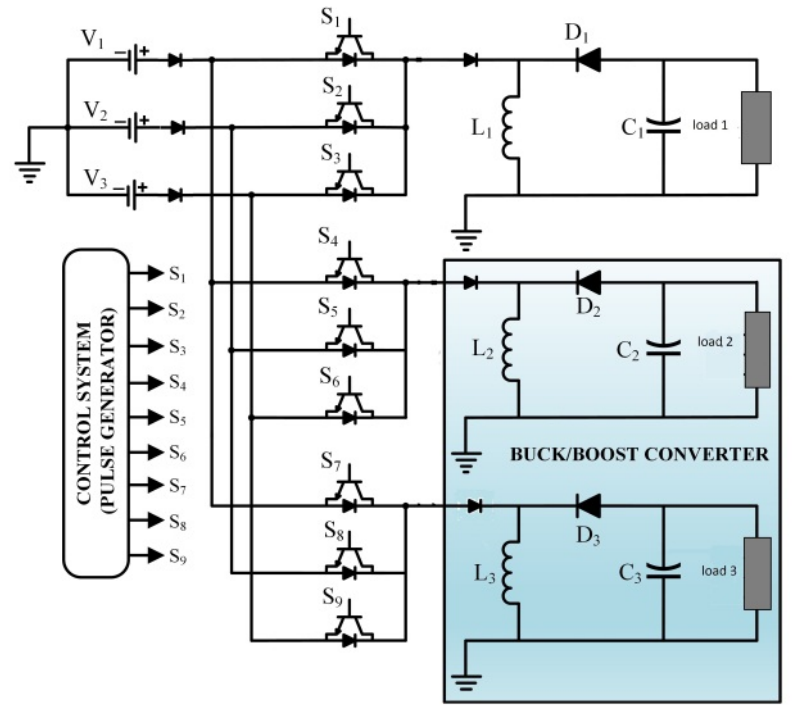 V₁
V₂
V₃
S₁
S₂
S₃
D₁
L₁
C₁
load 1
S₄
S₅
S₆
D₂
L₂
C₂
load 2
BUCK/BOOST CONVERTER
S₇
S₈
S₉
D₃
L₃
C₃
load 3
CONTROL SYSTEM
(PULSE GENERATOR)
S₁
S₂
S₃
S₄
S₅
S₆
S₇
S₈
S₉